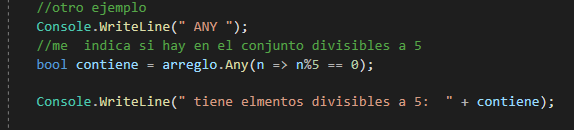 //otro ejemplo
Console.WriteLine(" ANY ");
//me  indica si hay en el conjunto divisibles a 5
bool contiene = arreglo.Any(n => n%5 == 0);
Console.WriteLine(" tiene elmentos divisibles a 5:  " + contiene);